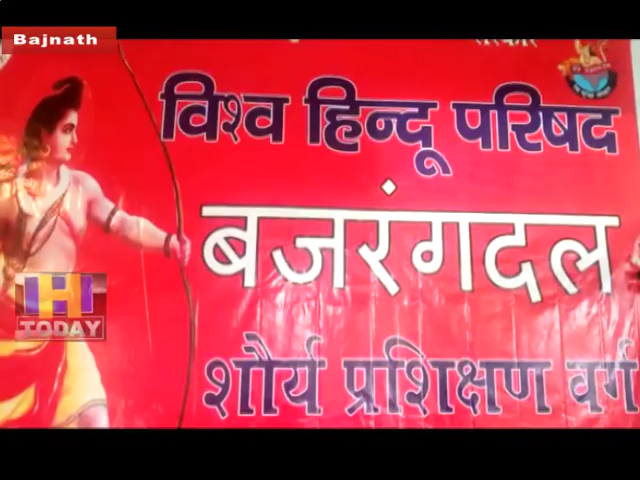 Bajnath
संस्कार
विश्व हिन्दू परिषद
बजरंगदल
H
TODAY
शौर्य प्रशिक्षण वर्ग